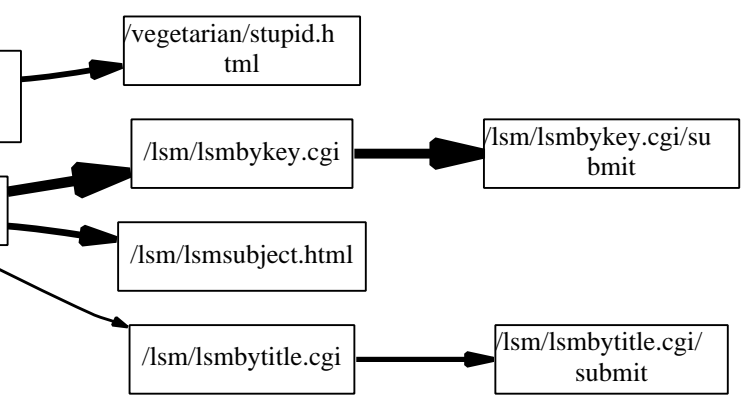 /vegetarian/stupid.h
tml
/lsm/lsmbykey.cgi
/lsm/lsmbykey.cgi/su
bmit
/lsm/lsmsubject.html
/lsm/lsmbytitle.cgi
/lsm/lsmbytitle.cgi/
submit